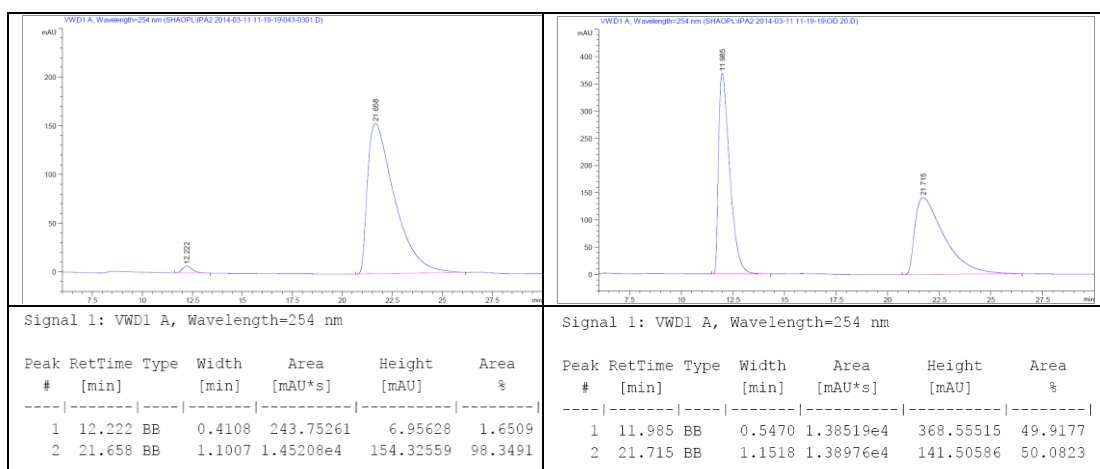 VWD1 A, Wavelength=254 nm (SHAOPL\IPA2 2014-03-11 11-19-19\043-0301.D)
mAU
200
150
100
50
0
12.222
21.658
7.5 10 12.5 15 17.5 20 22.5 25 27.5 min
VWD1 A, Wavelength=254 nm (SHAOPL\IPA2 2014-03-11 11-19-19\OD 20.D)
mAU
400
350
300
250
200
150
100
50
0
11.985
21.715
7.5 10 12.5 15 17.5 20 22.5 25 27.5 min
Signal 1: VWD1 A, Wavelength=254 nm
Peak RetTime Type Width Area Height Area
# [min] [min] [mAU*s] [mAU] %
----|-------|----|-------|----------|----------|---------|
1 12.222 BB 0.4108 243.75261 6.95628 1.6509
2 21.658 BB 1.1007 1.45208e4 154.32559 98.3491
Signal 1: VWD1 A, Wavelength=254 nm
Peak RetTime Type Width Area Height Area
# [min] [min] [mAU*s] [mAU] %
----|-------|----|-------|----------|----------|--------|
1 11.985 BB 0.5470 1.38519e4 368.55515 49.9177
2 21.715 BB 1.1518 1.38976e4 141.50586 50.0823